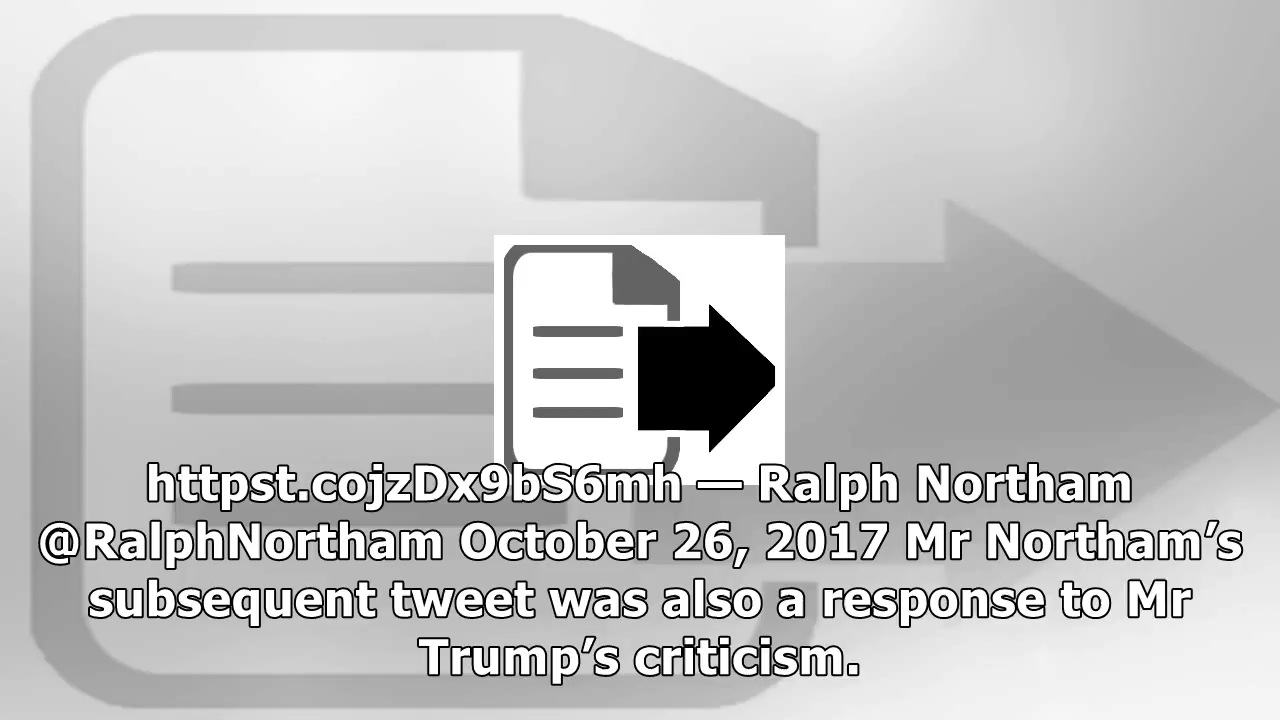 httpst.cojzDx9bS6mh — Ralph Northam
@RalphNortham October 26, 2017 Mr Northam’s
subsequent tweet was also a response to Mr
Trump’s criticism.